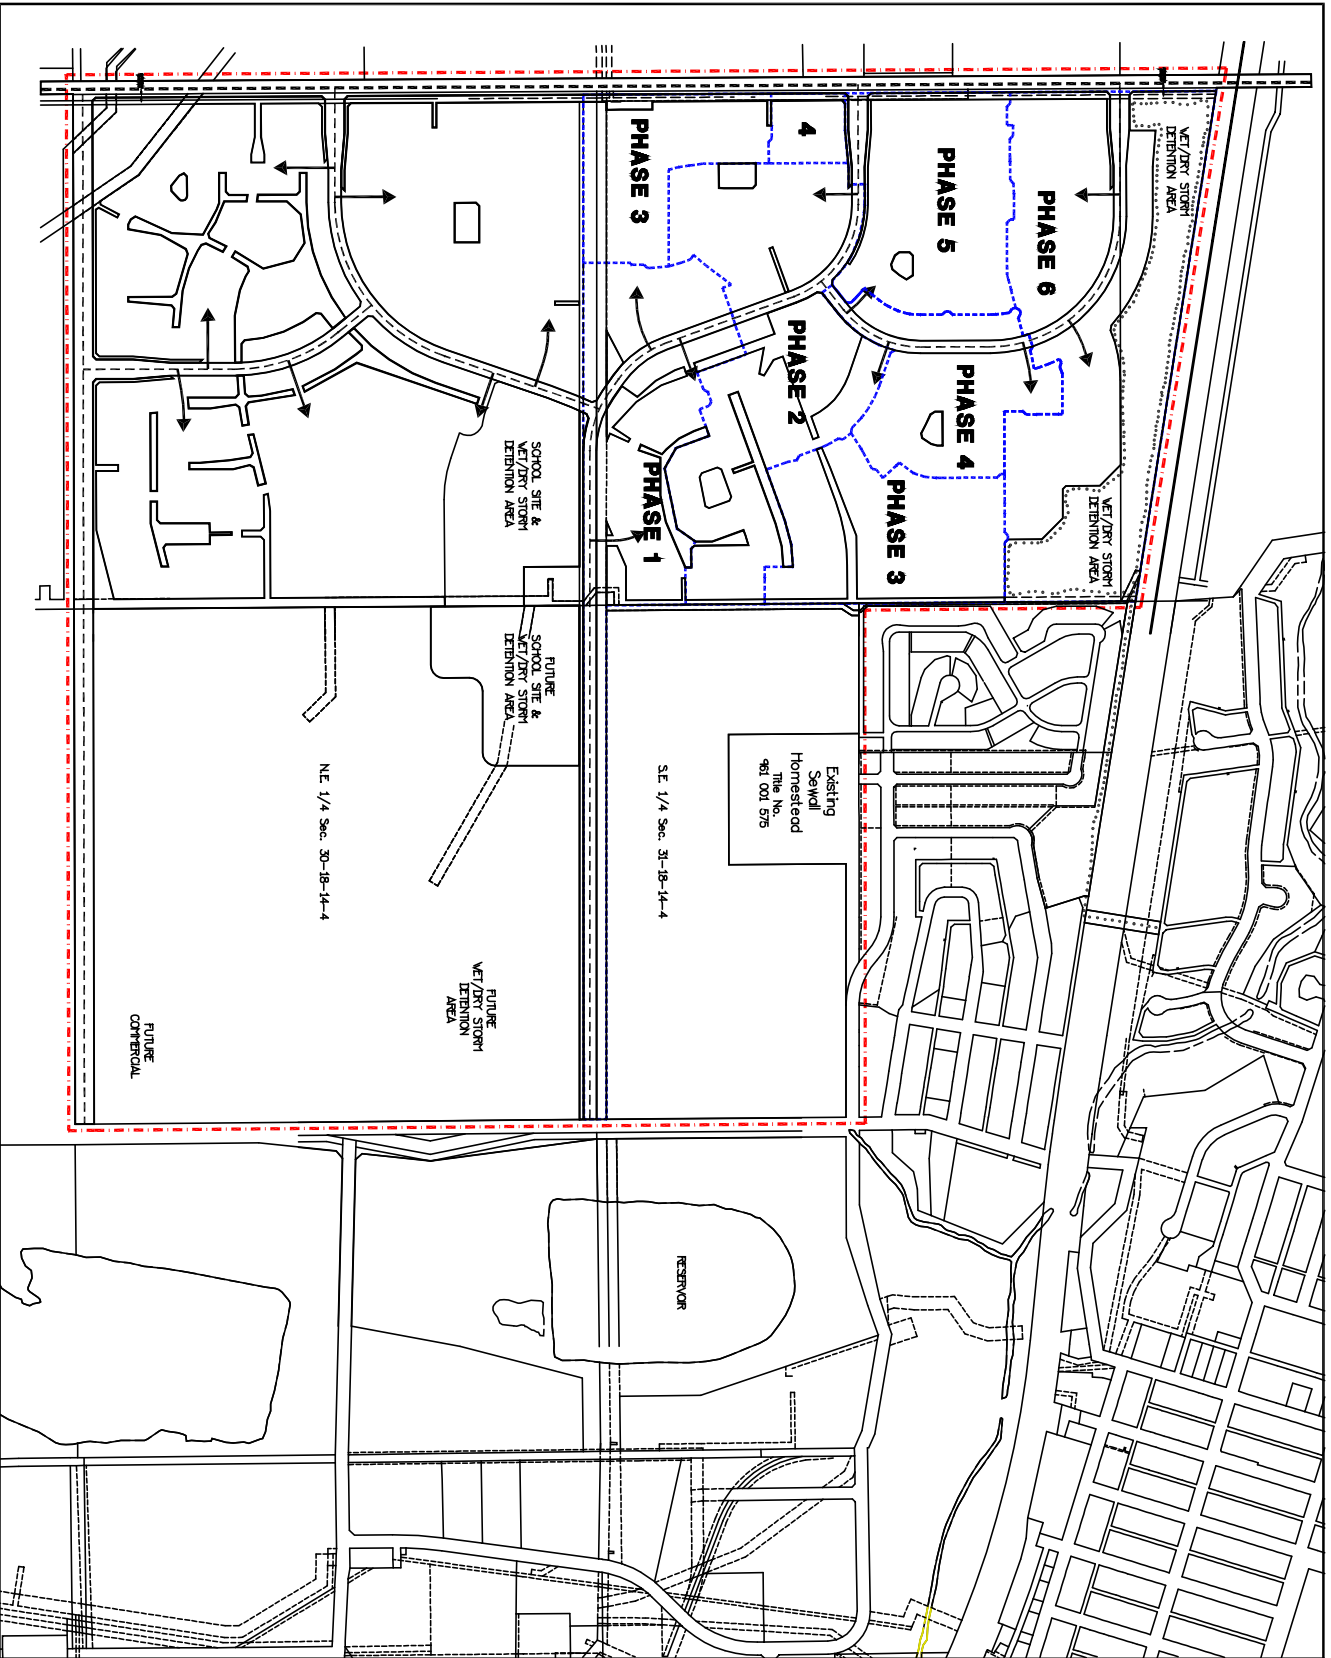 WET/DRY STORM
DETENTION AREA
PHASE 6
PHASE 5
4
PHASE 3
PHASE 2
PHASE 4
PHASE 3
PHASE 1
WET/DRY STORM
DETENTION AREA
SCHOOL SITE &
WET/DRY STORM
DETENTION AREA
FUTURE
SCHOOL SITE &
WET/DRY STORM
DETENTION AREA
Existing
Sewall
Homestead
Title No.
961 001 575
S.E. 1/4 Sec. 31-18-14-4
N.E. 1/4 Sec. 30-18-14-4
FUTURE
WET/DRY STORM
DETENTION
AREA
FUTURE
COMMERCIAL
RESERVOIR